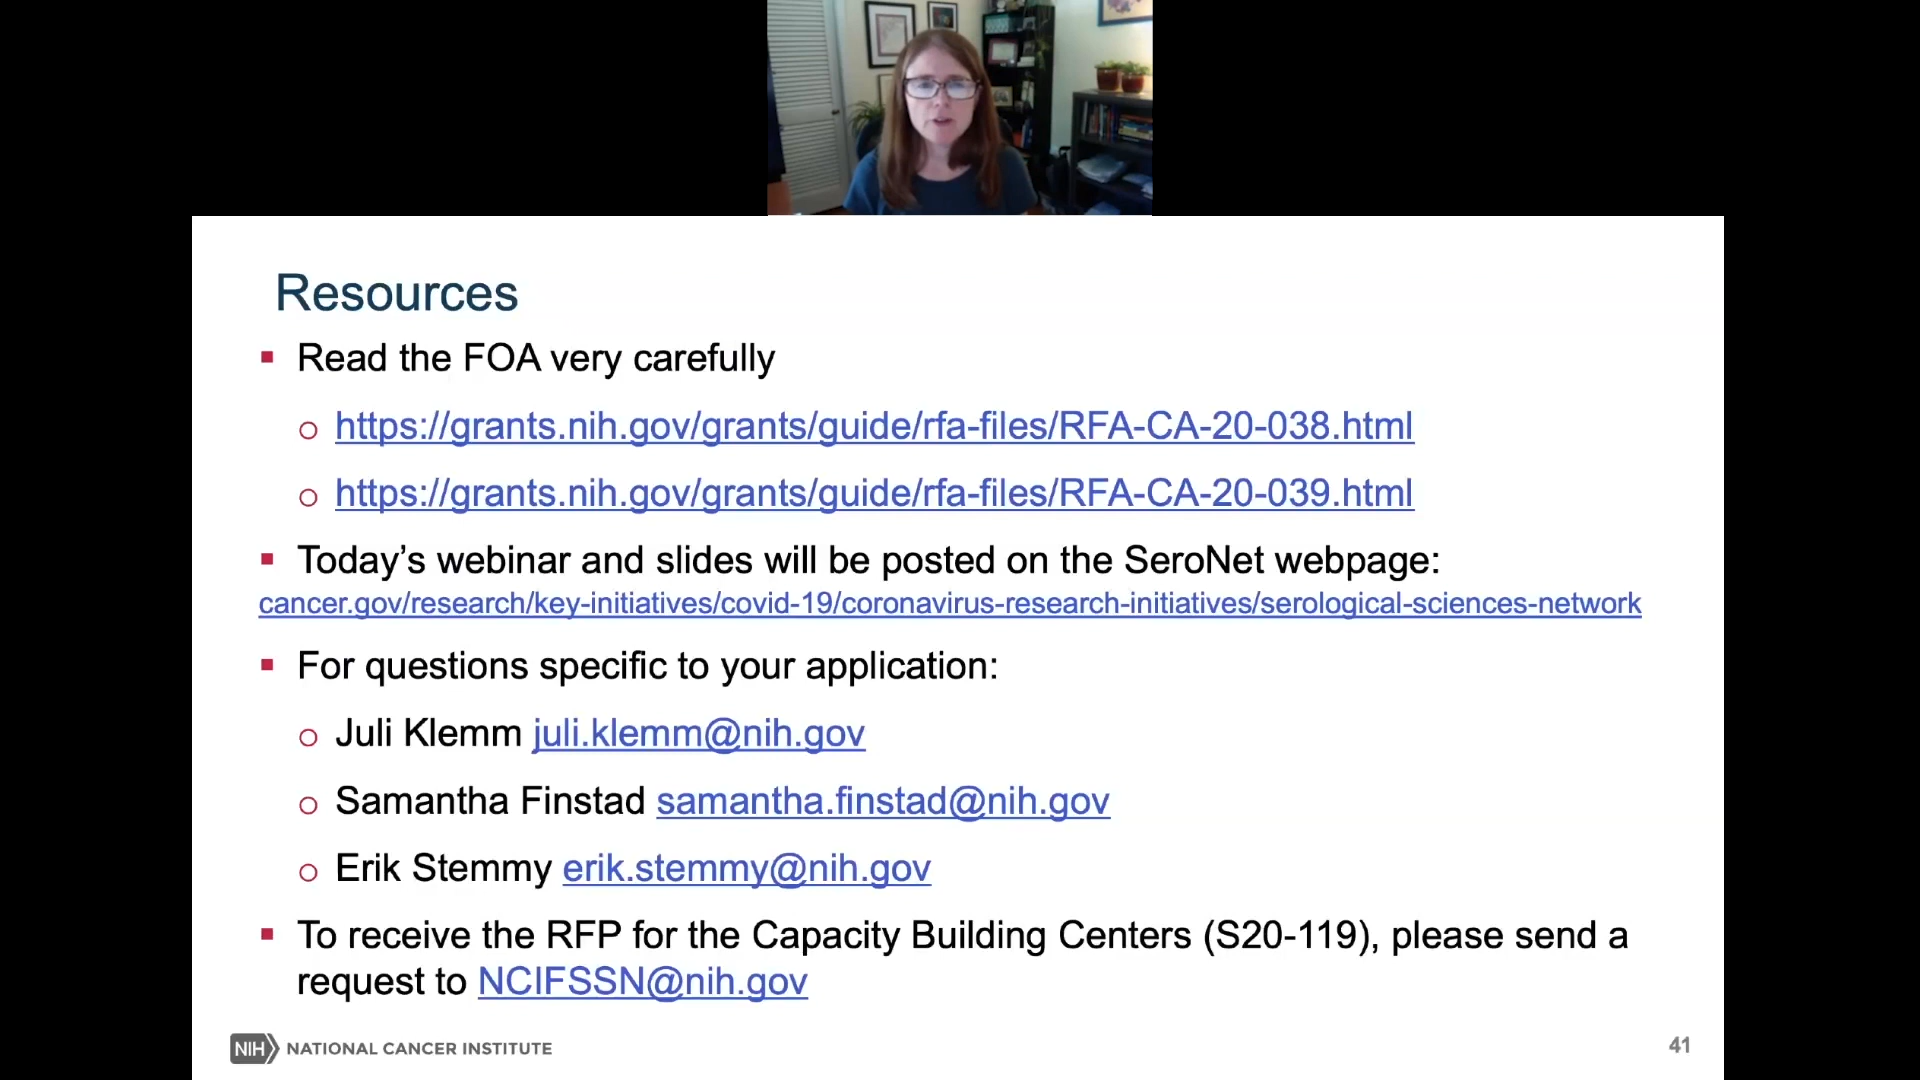 Resources
Read the FOA very carefully
https://grants.nih.gov/grants/guide/rfa-files/RFA-CA-20-038.html
https://grants.nih.gov/grants/guide/rfa-files/RFA-CA-20-039.html
Today’s webinar and slides will be posted on the SeroNet webpage:
cancer.gov/research/key-initiatives/covid-19/coronavirus-research-initiatives/serological-sciences-network
For questions specific to your application:
Juli Klemm juli.klemm@nih.gov
Samantha Finstad samantha.finstad@nih.gov
Erik Stemmy erik.stemmy@nih.gov
To receive the RFP for the Capacity Building Centers (S20-119), please send a
request to NCIFSSN@nih.gov
NIH NATIONAL CANCER INSTITUTE
41